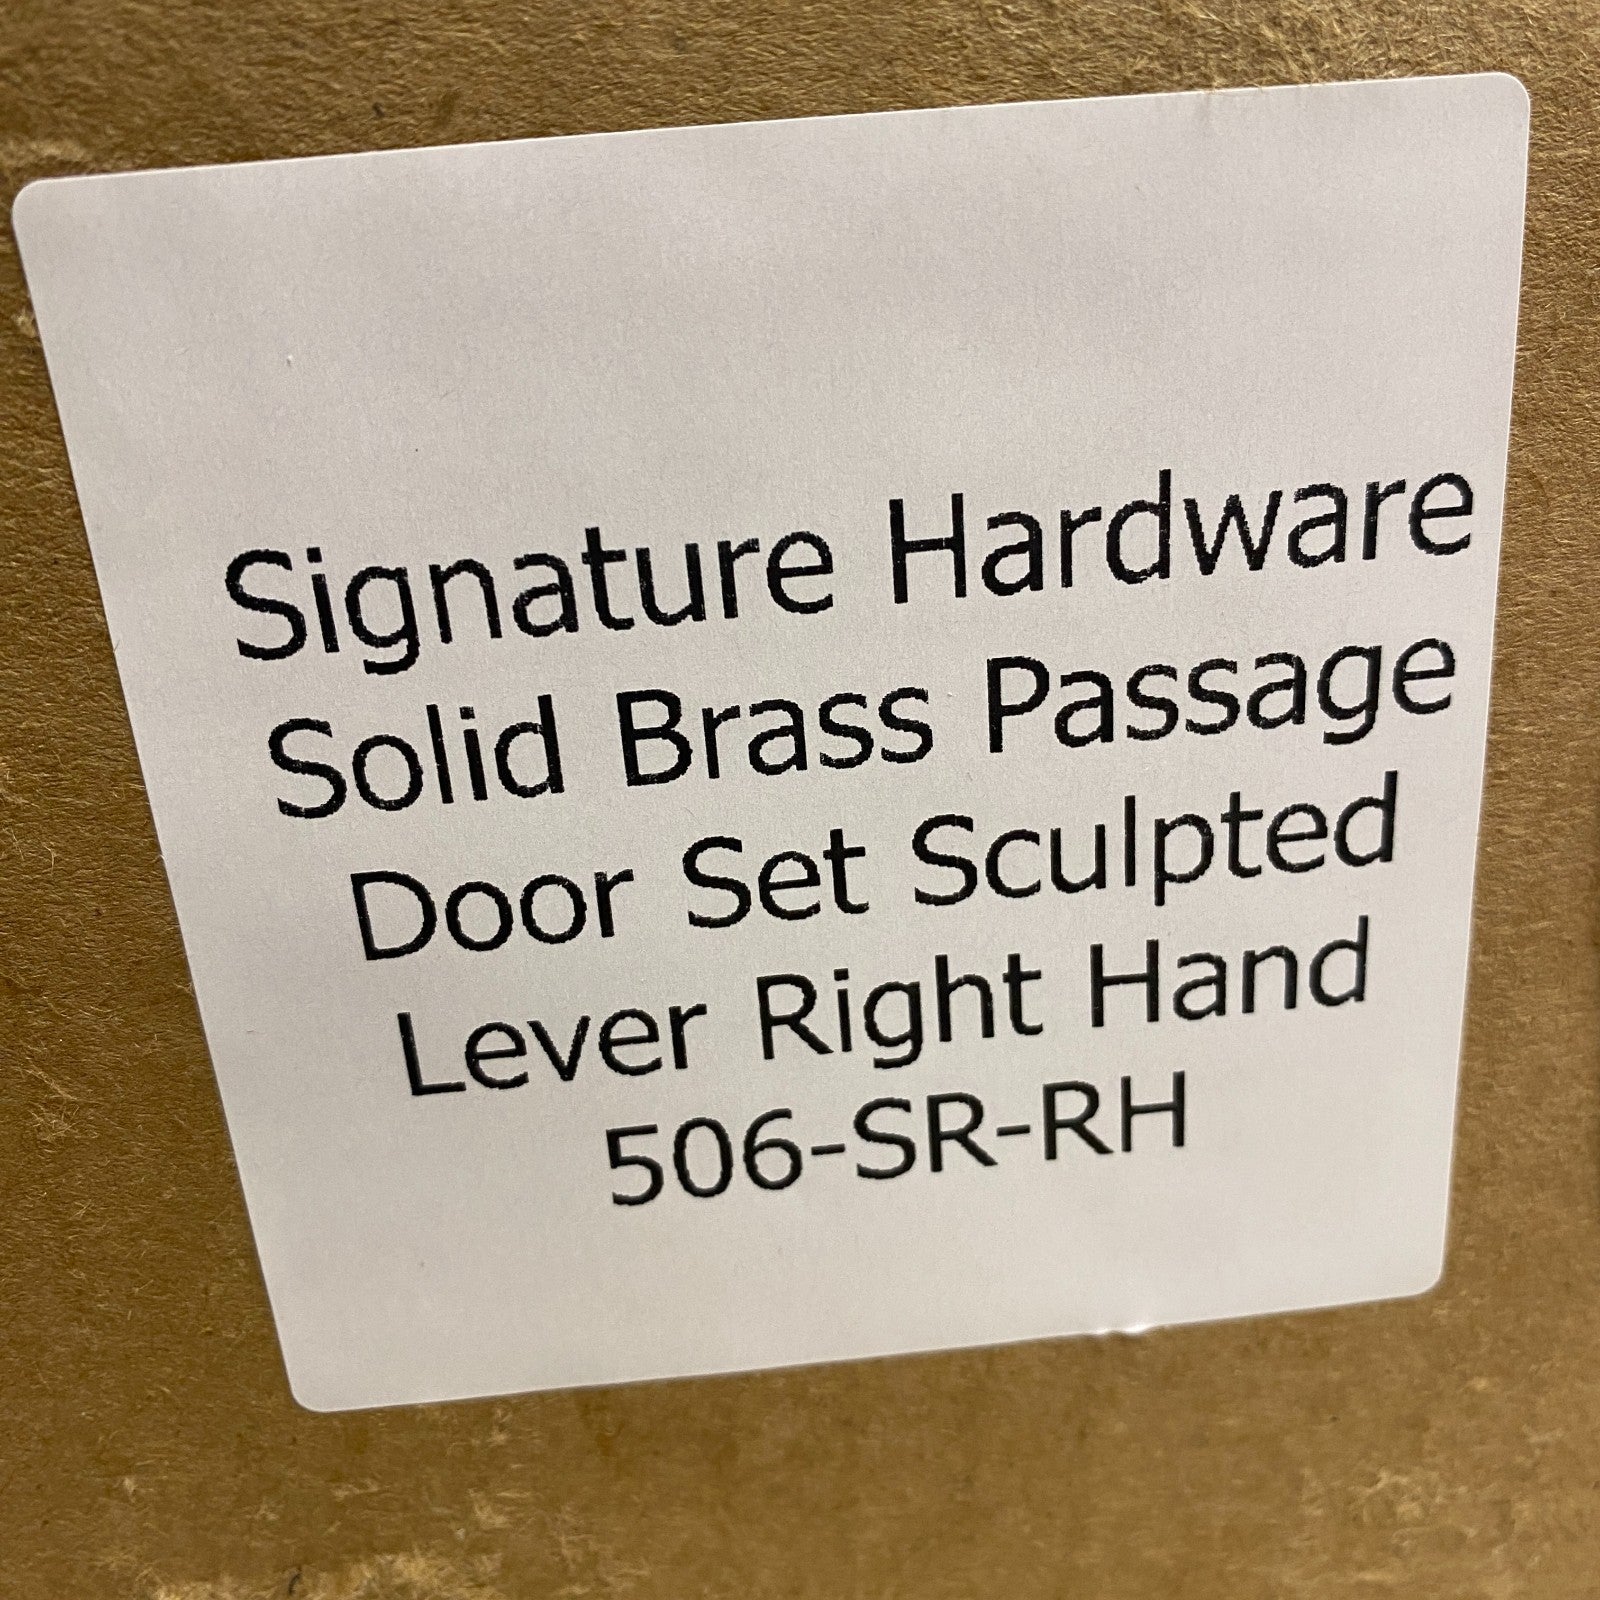 Signature Hardware
Solid Brass Passage
Door Set Sculpted
Lever Right Hand
506-SR-RH